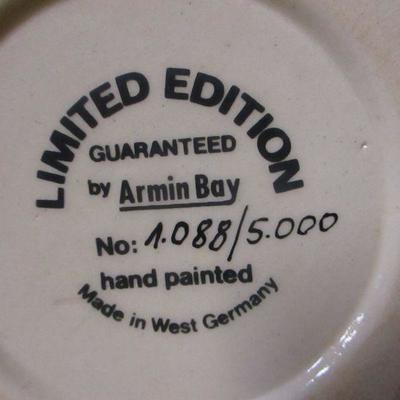 LIMITED EDITION
GUARANTEED
by Armin Bay
No: 1.088/5.000
hand painted
Made in West Germany